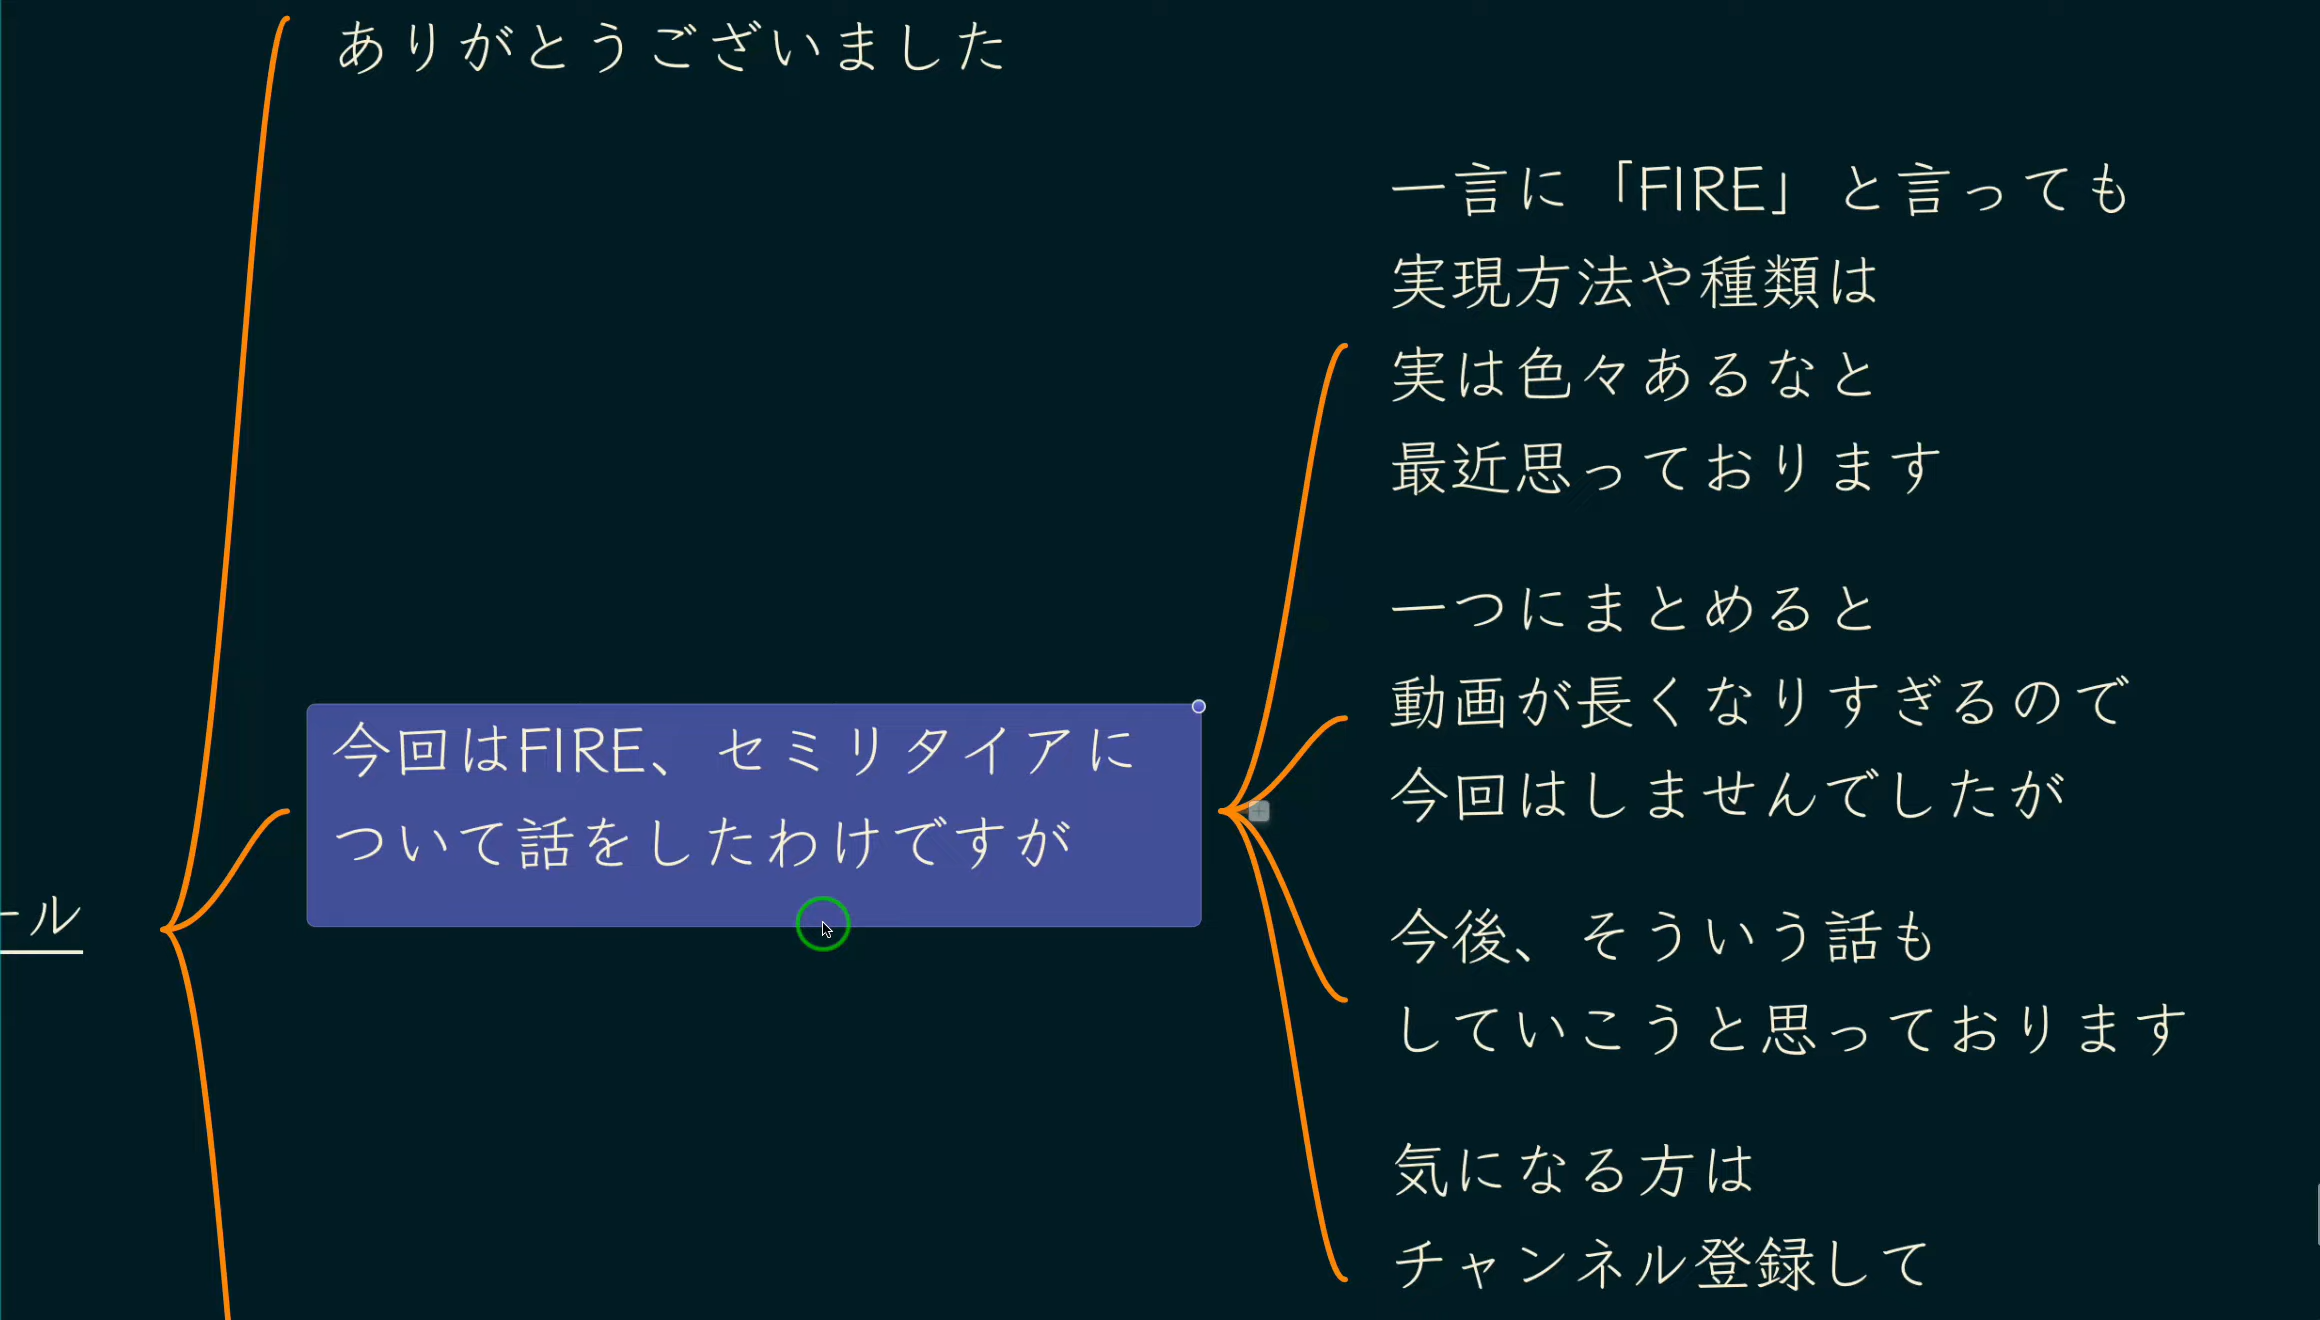 ありがとうございました
一言に「FIRE」と言っても
実現方法や種類は
実は色々あるなと
最近思っております
一つにまとめると
動画が長くなりすぎるので
今回はしませんでしたが
今回はFIRE、セミリタイアに
ついて話をしたわけですが
ール
今後、そういう話も
していこうと思っております
気になる方は
チャンネル登録して